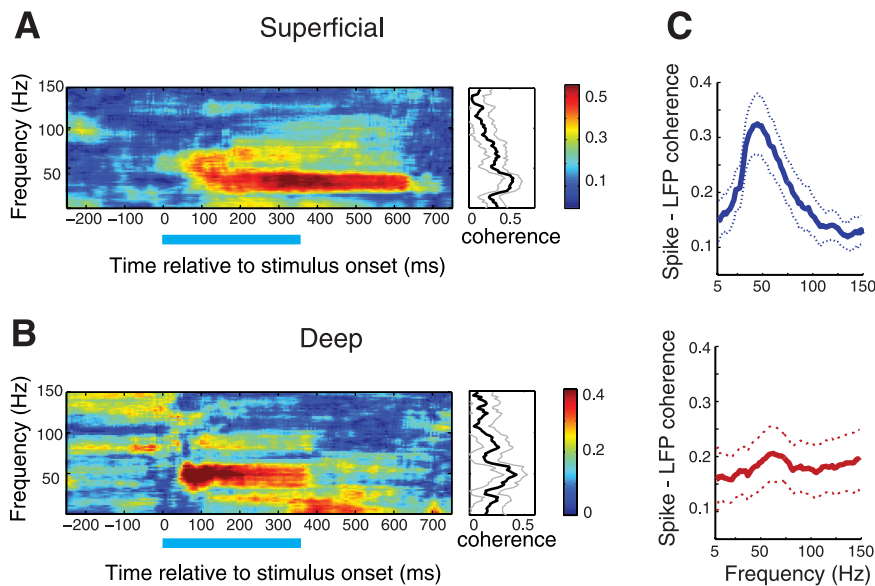 A
Superficial
Frequency (Hz)
150
100
50
−200 −100 0 100 200 300 400 500 600 700
Time relative to stimulus onset (ms)
0 0.5
coherence
0.5
0.3
0.1
B
Deep
Frequency (Hz)
150
100
50
−200 −100 0 100 200 300 400 500 600 700
Time relative to stimulus onset (ms)
0 0.5
coherence
0.4
0.2
0
C
Spike - LFP coherence
0.4
0.3
0.2
0.1
5 50 100 150
Spike - LFP coherence
0.4
0.3
0.2
0.1
5 50 100 150
Frequency (Hz)